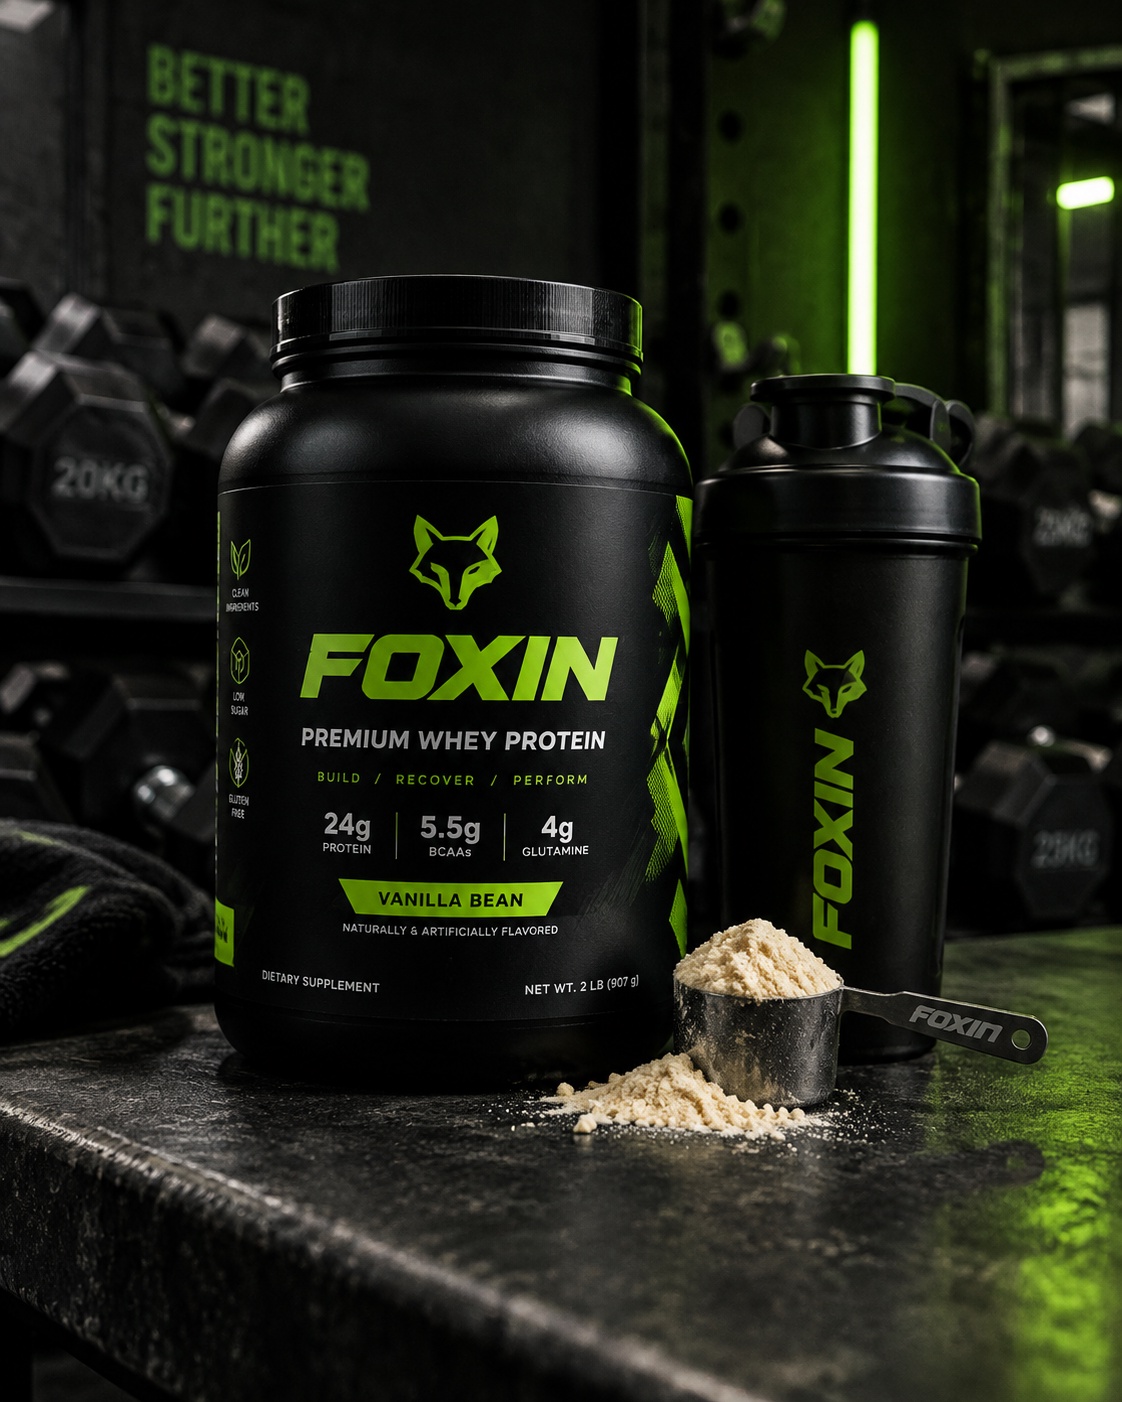 BETTER
STRONGER
FURTHER
20KG
CLEAN
INGREDIENTS
LOW
SUGAR
GLUTEN
FREE
FOXIN
PREMIUM WHEY PROTEIN
BUILD / RECOVER / PERFORM
24g
PROTEIN
5.5g
BCAAs
4g
GLUTAMINE
VANILLA BEAN
NATURALLY & ARTIFICIALLY FLAVORED
DIETARY SUPPLEMENT
NET WT. 2 LB (907 g)
FOXIN
FOXIN